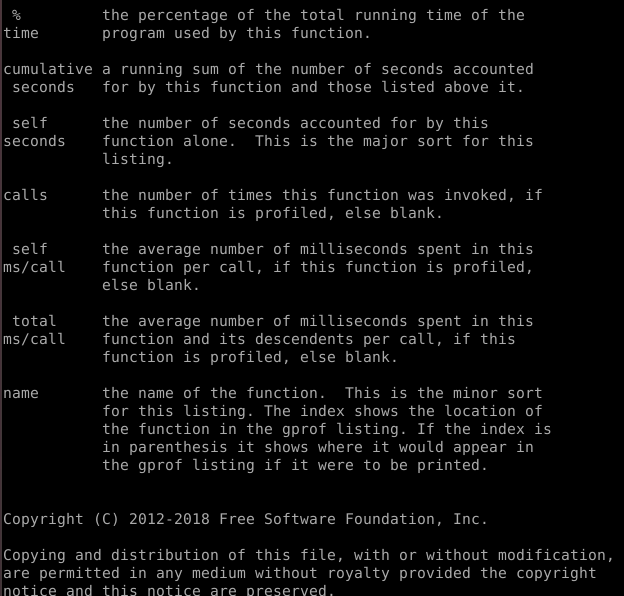 %         the percentage of the total running time of the
time       program used by this function.

cumulative a running sum of the number of seconds accounted
 seconds   for by this function and those listed above it.

 self      the number of seconds accounted for by this
seconds    function alone.  This is the major sort for this
           listing.

calls      the number of times this function was invoked, if
           this function is profiled, else blank.

 self      the average number of milliseconds spent in this
ms/call    function per call, if this function is profiled,
           else blank.

 total     the average number of milliseconds spent in this
ms/call    function and its descendents per call, if this
           function is profiled, else blank.

name       the name of the function.  This is the minor sort
           for this listing. The index shows the location of
           the function in the gprof listing. If the index is
           in parenthesis it shows where it would appear in
           the gprof listing if it were to be printed.

Copyright (C) 2012-2018 Free Software Foundation, Inc.

Copying and distribution of this file, with or without modification,
are permitted in any medium without royalty provided the copyright
notice and this notice are preserved.